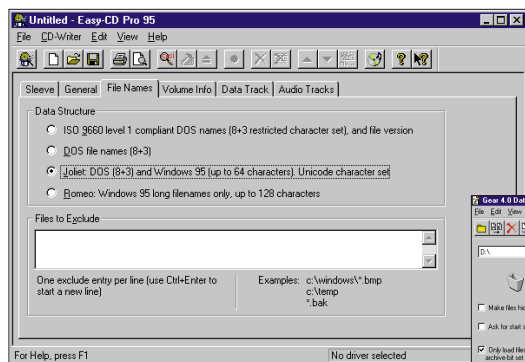 Untitled - Easy-CD Pro 95
File CD-Writer Edit View Help
Sleeve General File Names Volume Info Data Track Audio Tracks
Data Structure
ISO 9660 level 1 compliant DOS names (8+3 restricted character set), and file version
DOS file names (8+3)
Joliet: DOS (8+3) and Windows 95 (up to 64 characters). Unicode character set
Romeo: Windows 95 long filenames only, up to 128 characters
Files to Exclude
One exclude entry per line (use Ctrl+Enter to
start a new line)
Examples: c:\windows\*.bmp
c:\temp
*.bak
For Help, press F1
No driver selected
Gear 4.0 Dat
File Edit View
D:\
Make files hid
Ask for start s
Only load files
archive-bit set